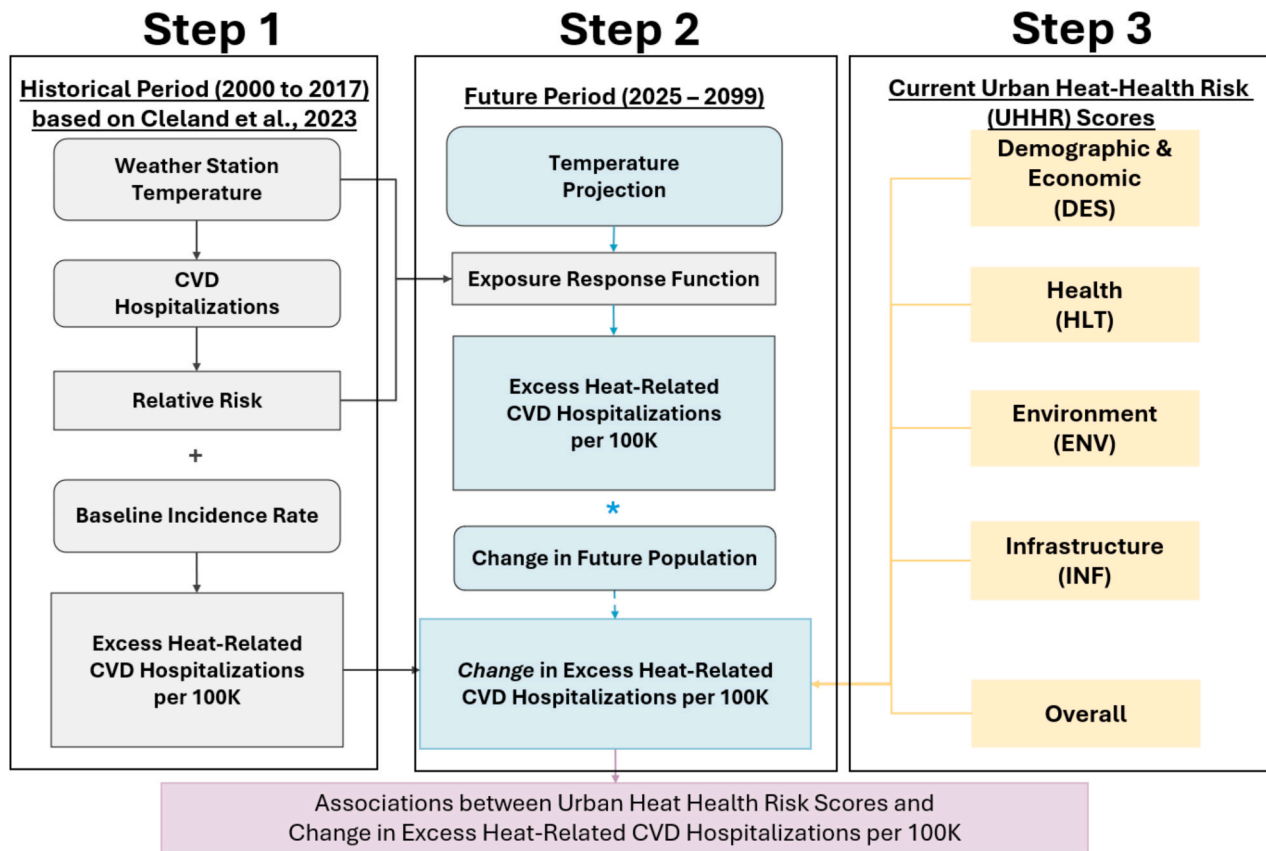 Step 1
Historical Period (2000 to 2017)
based on Cleland et al., 2023
Weather Station
Temperature
CVD
Hospitalizations
Relative Risk
+
Baseline Incidence Rate
Excess Heat-Related
CVD Hospitalizations
per 100K
Step 2
Future Period (2025 – 2099)
Temperature
Projection
Exposure Response Function
Excess Heat-Related
CVD Hospitalizations
per 100K
*
Change in Future Population
Change in Excess Heat-Related
CVD Hospitalizations per 100K
Step 3
Current Urban Heat-Health Risk
(UHHR) Scores
Demographic &
Economic
(DES)
Health
(HLT)
Environment
(ENV)
Infrastructure
(INF)
Overall
Associations between Urban Heat Health Risk Scores and
Change in Excess Heat-Related CVD Hospitalizations per 100K